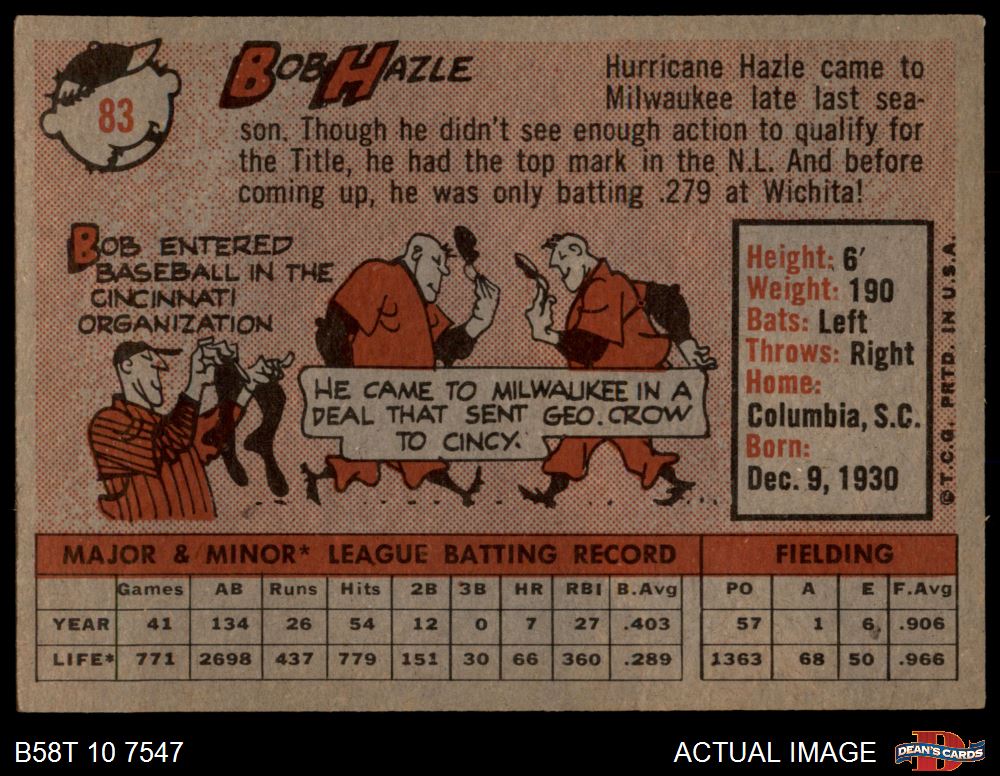 83
BOB HAZLE
Hurricane Hazle came to
Milwaukee late last sea-
son. Though he didn't see enough action to qualify for
the Title, he had the top mark in the N.L. And before
coming up, he was only batting .279 at Wichita!
BOB ENTERED
BASEBALL IN THE
CINCINNATI
ORGANIZATION
HE CAME TO MILWAUKEE IN A
DEAL THAT SENT GEO. CROW
TO CINCY.
Height: 6'
Weight: 190
Bats: Left
Throws: Right
Home:
Columbia, S.C.
Born:
Dec. 9, 1930
© T.C.G. PRTD. IN U.S.A.
MAJOR & MINOR* LEAGUE BATTING RECORD FIELDING
Games AB Runs Hits 2B 3B HR RBI B.Avg PO A E F.Avg
YEAR 41 134 26 54 12 0 7 27 .403 57 1 6 .906
LIFE* 771 2698 437 779 151 30 66 360 .289 1363 68 50 .966
B58T 10 7547
ACTUAL IMAGE
DEAN'S CARDS